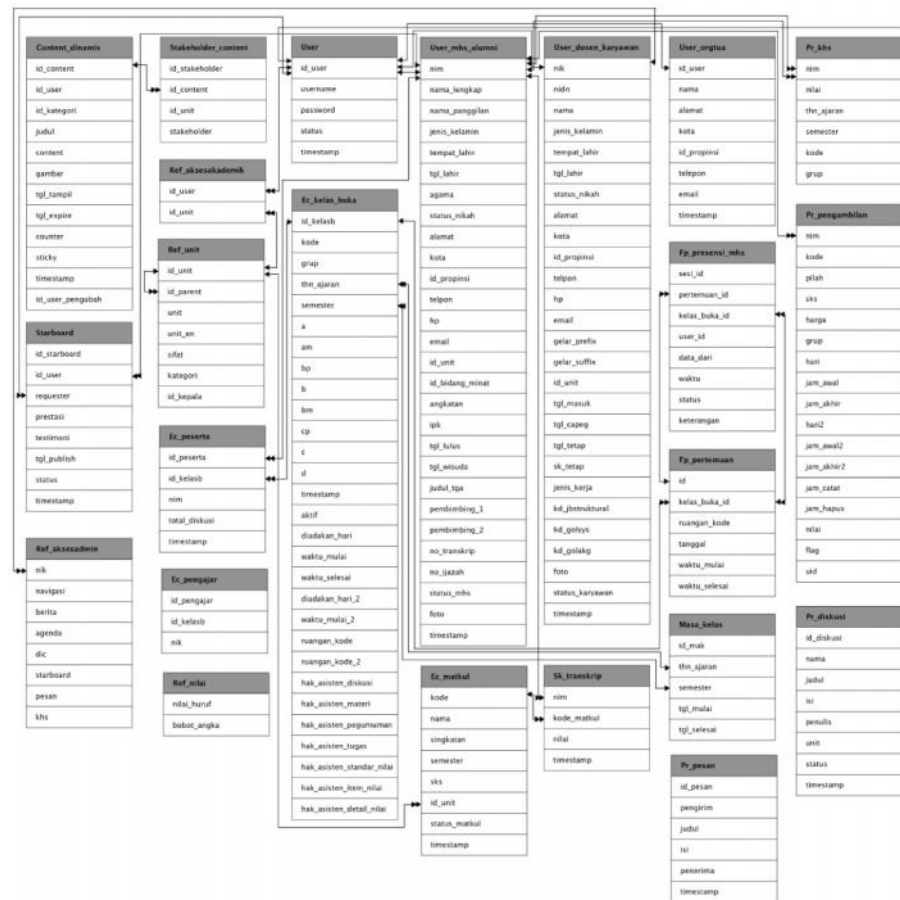 Content_dinamis
id_content
id_user
id_kategori
judul
content
gambar
tgl_tampil
tgl_expire
counter
sticky
timestamp
id_user_pengubah
Starboard
id_starboard
id_user
requester
prestasi
testimoni
tgl_publish
status
timestamp
Ref_aksesadmin
nik
navigasi
berita
agenda
dic
starboard
pesan
khs
Stakeholder_content
id_stakeholder
id_content
id_unit
stakeholder
Ref_aksesakademik
id_user
id_unit
Ref_unit
id_unit
id_parent
unit
unit_en
sifat
kategori
id_kepala
Ec_peserta
id_peserta
id_kelasb
nim
total_diskusi
timestamp
Ec_pengajar
id_pengajar
id_kelasb
nik
Ref_nilai
nilai_huruf
bobot_angka
User
id_user
username
password
status
timestamp
Ec_kelas_buka
id_kelasb
kode
grup
thn_ajaran
semester
a
am
bp
b
bm
cp
c
d
timestamp
aktif
diadakan_hari
waktu_mulai
waktu_selesai
diadakan_hari_2
waktu_mulai_2
ruangan_kode
ruangan_kode_2
hak_asisten_diskusi
hak_asisten_materi
hak_asisten_pegumuman
hak_asisten_tugas
hak_asisten_standar_nilai
hak_asisten_item_nilai
hak_asisten_detail_nilai
User_mhs_alumni
nim
nama_lengkap
nama_panggilan
jenis_kelamin
tempat_lahir
tgl_lahir
agama
status_nikah
alamat
kota
id_propinsi
telpon
hp
email
id_unit
id_bidang_minat
angkatan
ipk
tgl_lulus
tgl_wisuda
judul_tga
pembimbing_1
pembimbing_2
no_transkrip
no_ijazah
status_mhs
foto
timestamp
Ec_matkul
kode
nama
singkatan
semester
sks
id_unit
status_matkul
timestamp
User_dosen_karyawan
nik
nidn
nama
jenis_kelamin
tempat_lahir
tgl_lahir
status_nikah
alamat
kota
id_propinsi
telpon
hp
email
gelar_prefix
gelar_suffix
id_unit
tgl_masuk
tgl_capeg
tgl_tetap
sk_tetap
jenis_kerja
kd_jbstruktural
kd_golyys
kd_golakg
foto
status_karyawan
timestamp
Sk_transkrip
nim
kode_matkul
nilai
timestamp
User_orgtua
id_user
nama
alamat
kota
id_propinsi
telepon
email
timestamp
Fp_presensi_mhs
sesi_id
pertemuan_id
kelas_buka_id
user_id
data_dari
waktu
status
keterangan
Fp_pertemuan
id
kelas_buka_id
ruangan_kode
tanggal
waktu_mulai
waktu_selesai
Masa_kelas
id_mak
thn_ajaran
semester
tgl_mulai
tgl_selesai
Pr_pesan
id_pesan
pengirim
judul
isi
penerima
timestamp
Pr_khs
nim
nilai
thn_ajaran
semester
kode
grup
Pr_pengambilan
nim
kode
pilah
sks
harga
grup
hari
jam_awal
jam_akhir
hari2
jam_awal2
jam_akhir2
jam_catat
jam_hapus
nilai
flag
uid
Pr_diskusi
id_diskusi
nama
judul
isi
penulis
unit
status
timestamp